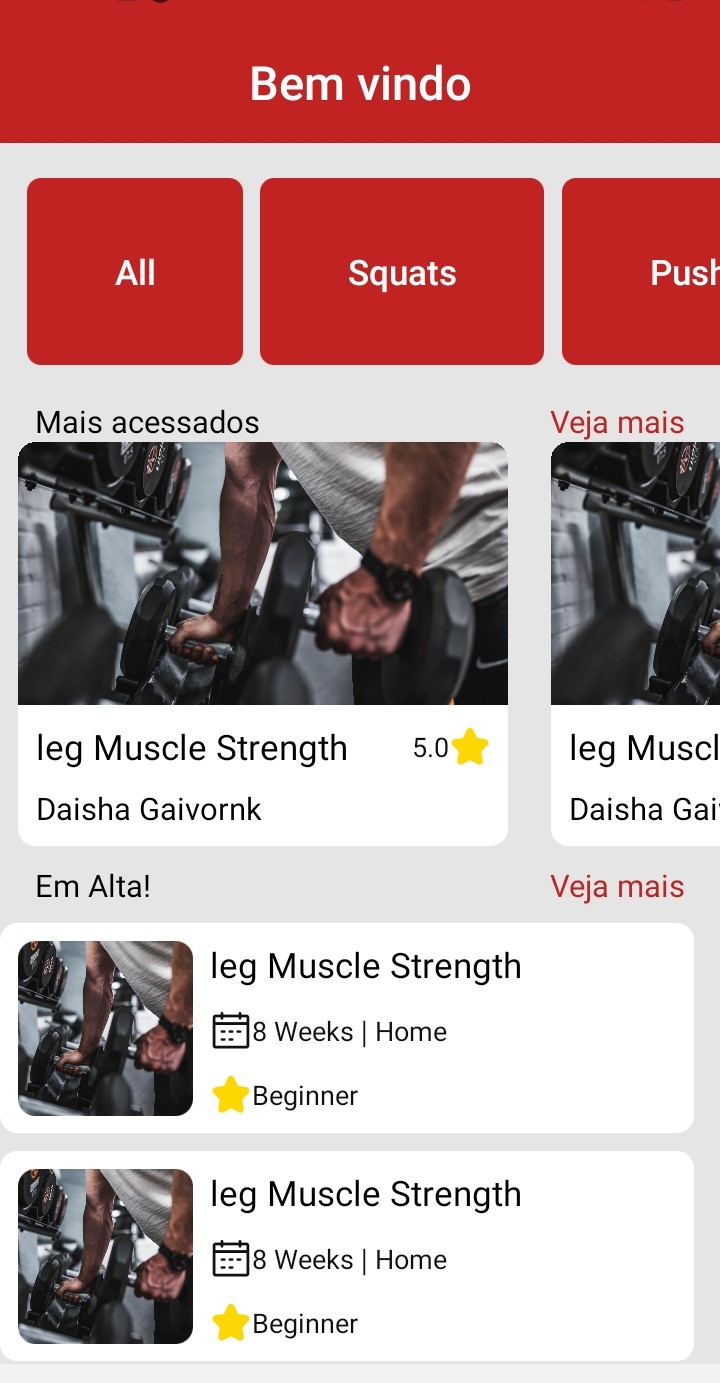 Bem vindo
All
Squats
Push
Mais acessados
Veja mais
leg Muscle Strength
5.0
Daisha Gaivornk
leg Muscl
Daisha Gai
Em Alta!
Veja mais
leg Muscle Strength
8 Weeks | Home
Beginner
leg Muscle Strength
8 Weeks | Home
Beginner